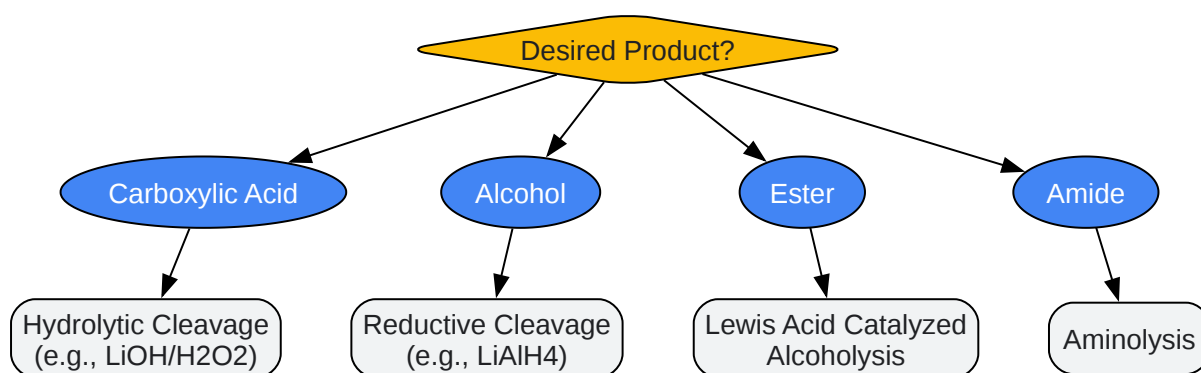 Desired Product?
Carboxylic Acid
Alcohol
Ester
Amide
Hydrolytic Cleavage
(e.g., LiOH/H2O2)
Reductive Cleavage
(e.g., LiAlH4)
Lewis Acid Catalyzed
Alcoholysis
Aminolysis